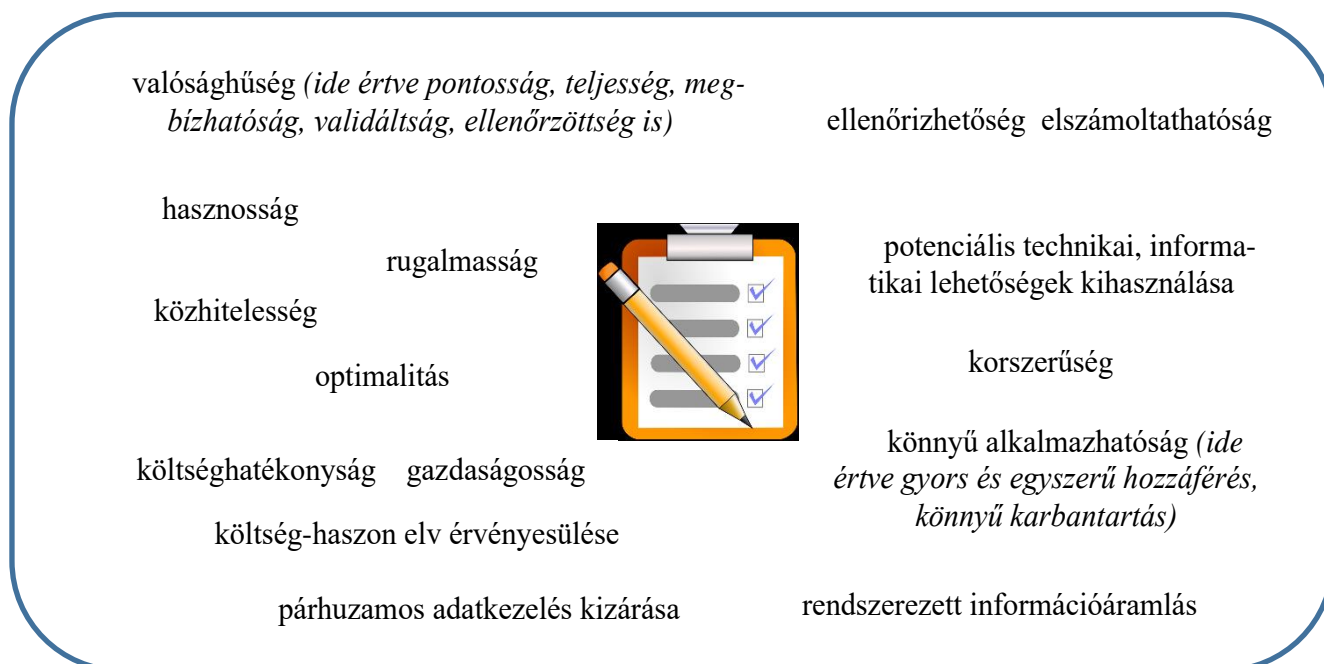 valósághűség (ide értve pontosság, teljesség, meg-
bízhatóság, validáltság, ellenőrzöttség is)
ellenőrizhetőség elszámoltathatóság
hasznosság
rugalmasság
potenciális technikai, informa-
tikai lehetőségek kihasználása
közhitelesség
optimalitás
korszerűség
könnyű alkalmazhatóság (ide
értve gyors és egyszerű hozzáférés,
könnyű karbantartás)
költséghatékonyság gazdaságosság
költség-haszon elv érvényesülése
párhuzamos adatkezelés kizárása
rendszerezett információáramlás